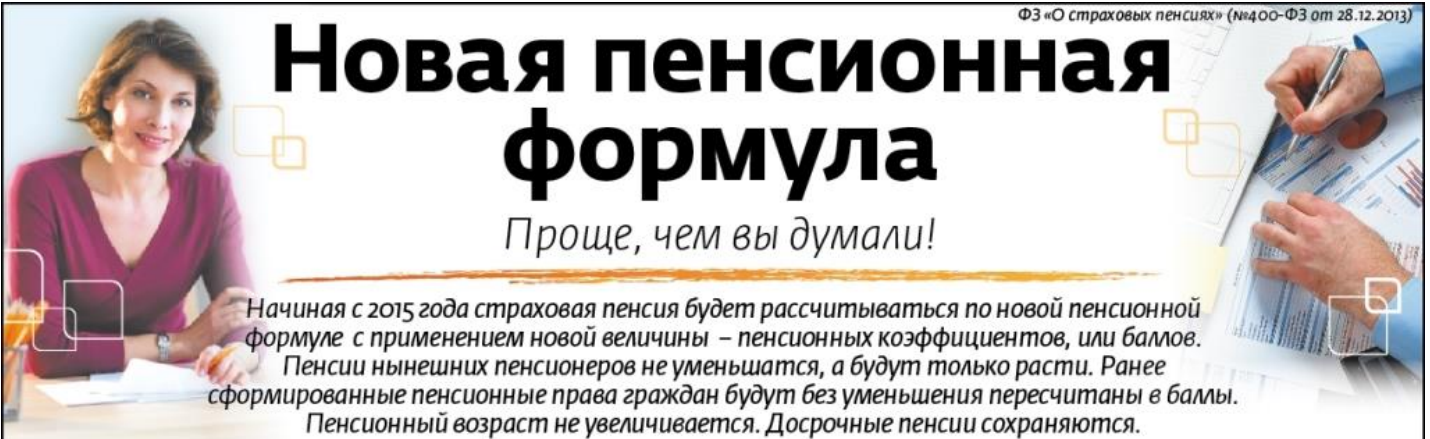 ФЗ «О страховых пенсиях» (№400-ФЗ от 28.12.2013)
Новая пенсионная
формула
Проще, чем вы думали!
Начиная с 2015 года страховая пенсия будет рассчитываться по новой пенсионной
формуле с применением новой величины – пенсионных коэффициентов, или баллов.
Пенсии нынешних пенсионеров не уменьшатся, а будут только расти. Ранее
сформированные пенсионные права граждан будут без уменьшения пересчитаны в баллы.
Пенсионный возраст не увеличивается. Досрочные пенсии сохраняются.